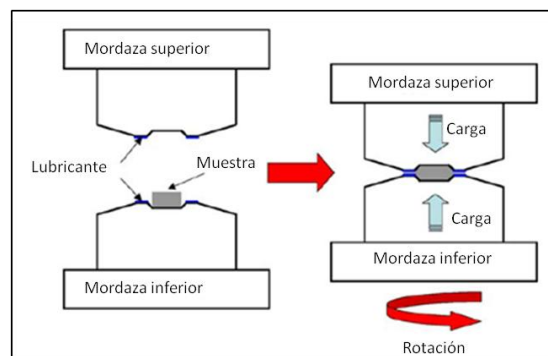 Mordaza superior
Lubricante
Muestra
Mordaza inferior
Mordaza superior
Carga
Carga
Mordaza inferior
Rotación